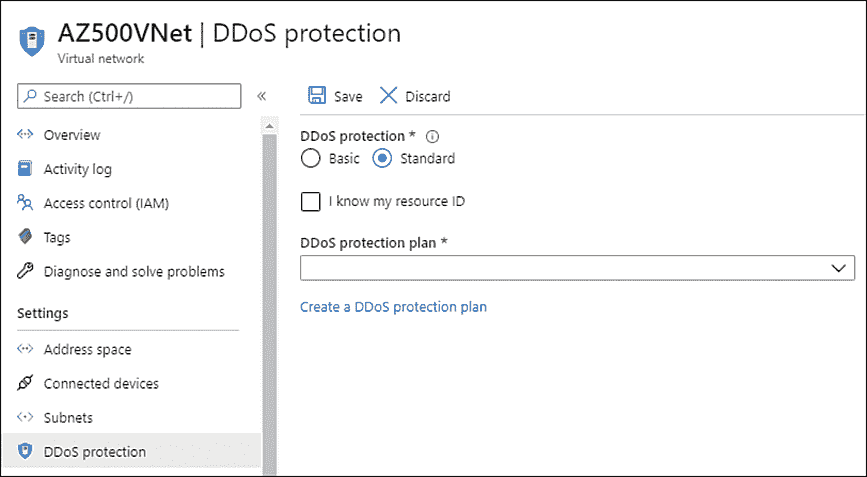 AZ500VNet | DDoS protection
Virtual network
Search (Ctrl+/)
«
Overview
Activity log
Access control (IAM)
Tags
Diagnose and solve problems
Settings
Address space
Connected devices
Subnets
DDoS protection
Save Discard
DDoS protection *
Basic Standard
I know my resource ID
DDoS protection plan *
Create a DDoS protection plan